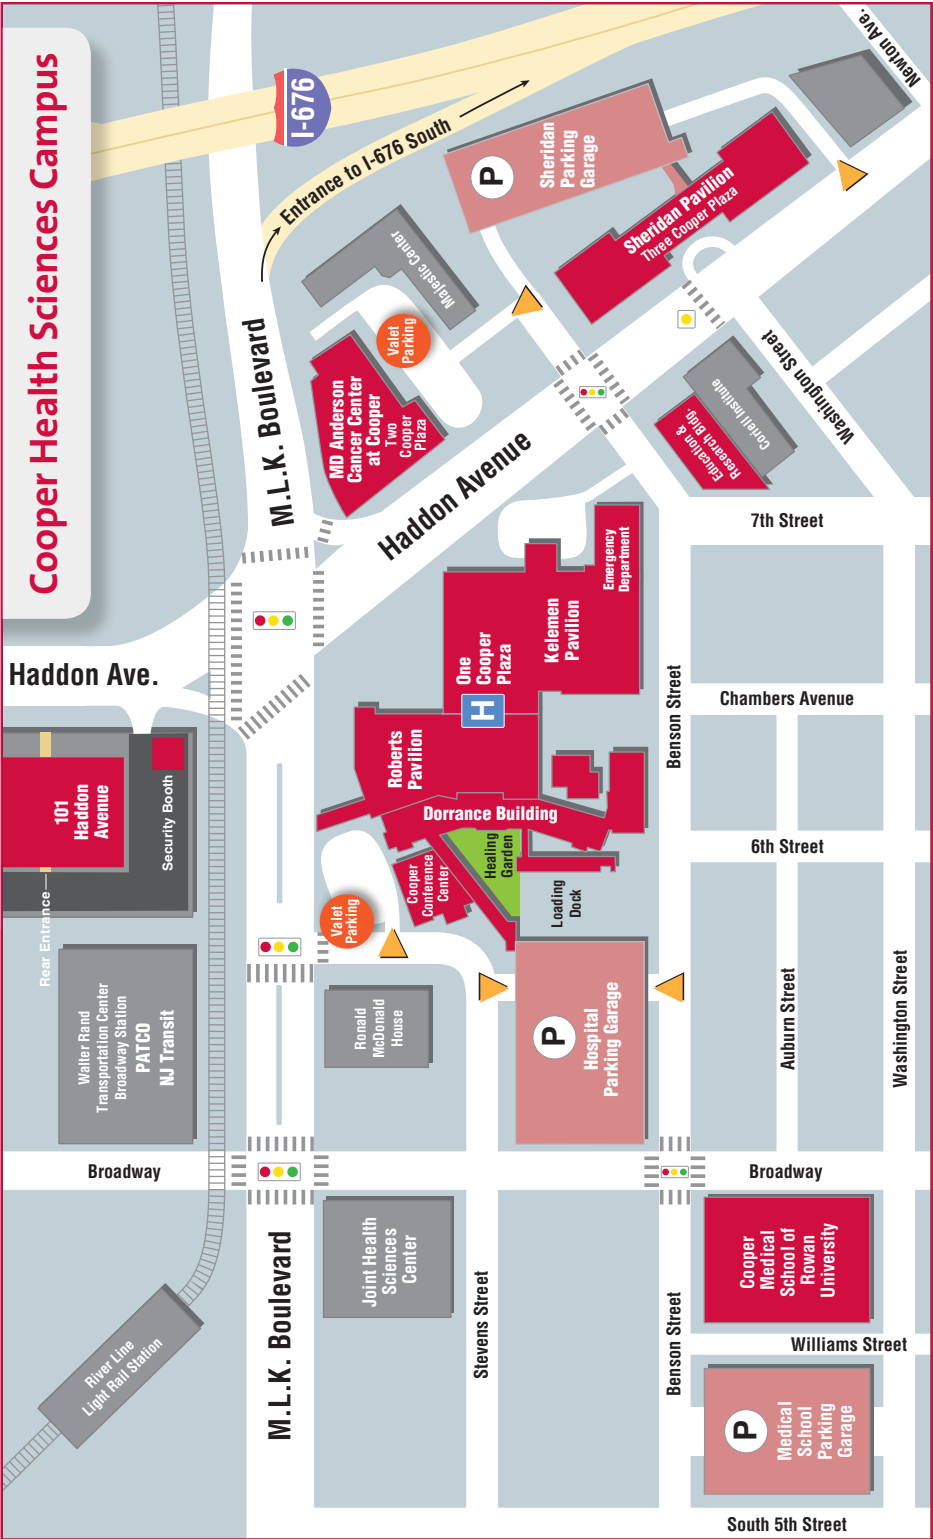 Cooper Health Sciences Campus
I-676
Entrance to I-676 South
Newton Ave.
P
Sheridan
Parking
Garage
Sheridan Pavilion
Three Cooper Plaza
Majestic Center
Valet
Parking
MD Anderson
Cancer Center
at Cooper
Two
Cooper
Plaza
M.L.K. Boulevard
Haddon Avenue
Washington Street
Coriell Institute
Education &
Research Bldg.
7th Street
Haddon Ave.
One
Cooper
Plaza
H
Kelemen
Pavilion
Emergency
Department
Roberts
Pavilion
Dorrance Building
Healing
Garden
Cooper
Conference
Center
Loading
Dock
Benson Street
Chambers Avenue
6th Street
101
Haddon
Avenue
Security Booth
Rear Entrance
Valet
Parking
Walter Rand
Transportation Center
Broadway Station
PATCO
NJ Transit
Ronald
McDonald
House
P
Hospital
Parking Garage
Auburn Street
Washington Street
Broadway
Broadway
River Line
Light Rail Station
M.L.K. Boulevard
Joint Health
Sciences
Center
Stevens Street
Benson Street
Cooper
Medical
School of
Rowan
University
Williams Street
P
Medical
School
Parking
Garage
South 5th Street